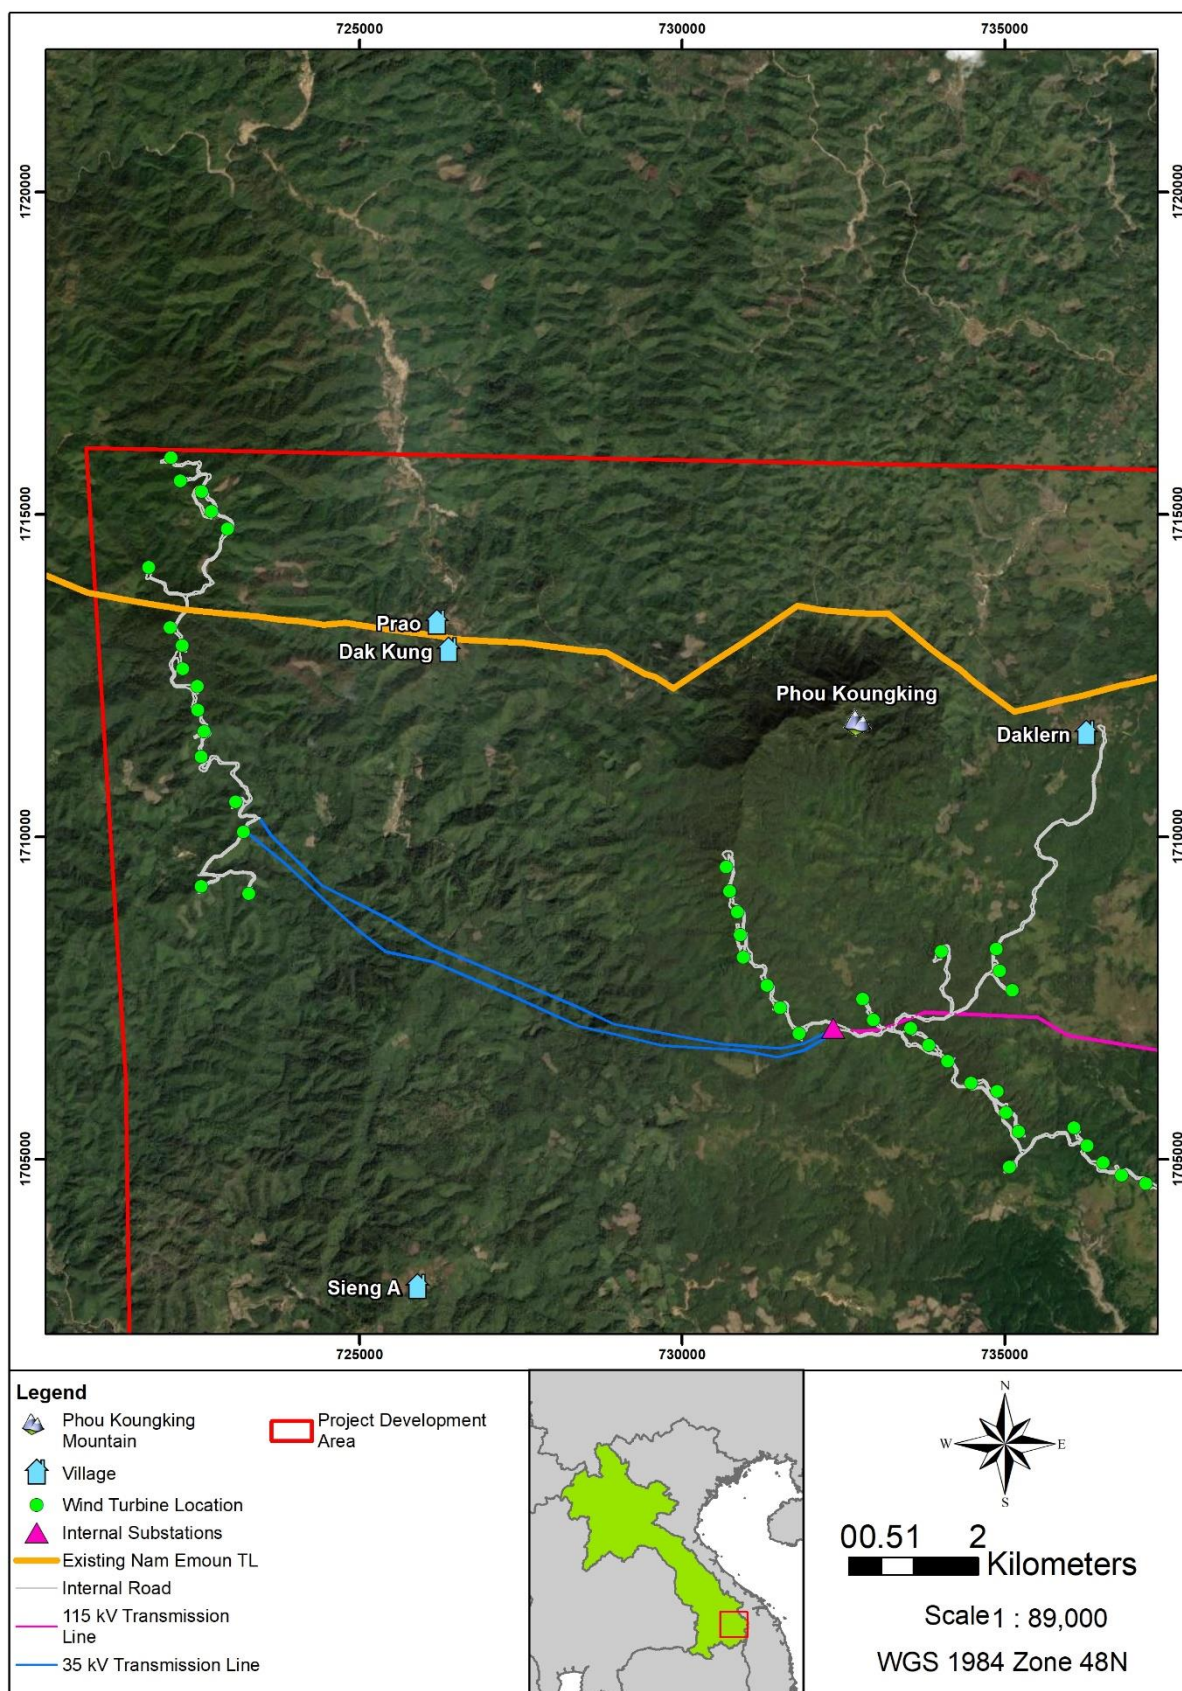 725000
730000
735000
1720000
1720000
1715000
1715000
Prao
Dak Kung
Phou Koungking
Daklern
1710000
1710000
1705000
1705000
Sieng A
725000
730000
735000
Legend
Phou Koungking
Mountain
Project Development
Area
Village
Wind Turbine Location
Internal Substations
Existing Nam Emoun TL
Internal Road
115 kV Transmission
Line
35 kV Transmission Line
N
W
E
S
00.51 2
Kilometers
Scale 1 : 89,000
WGS 1984 Zone 48N